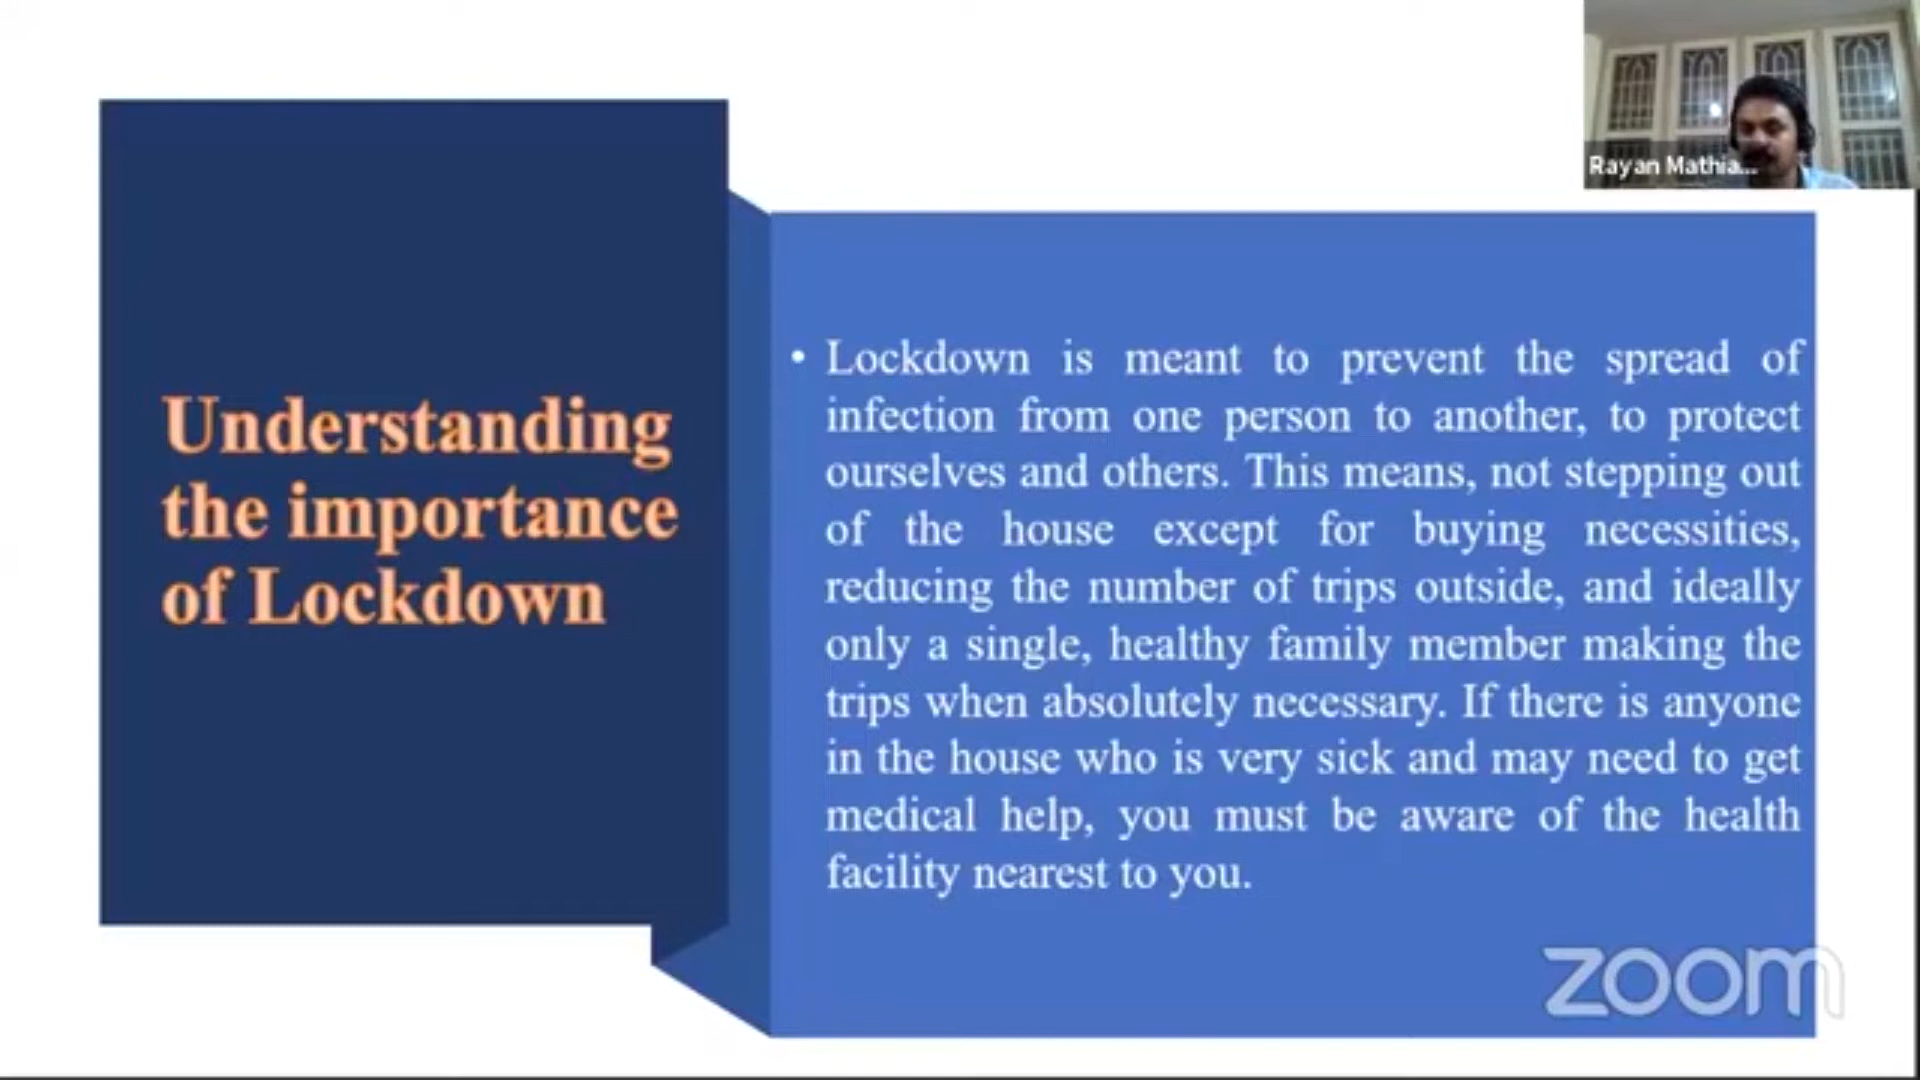 Rayan Mathia...
Understanding
the importance
of Lockdown
• Lockdown is meant to prevent the spread of
infection from one person to another, to protect
ourselves and others. This means, not stepping out
of the house except for buying necessities,
reducing the number of trips outside, and ideally
only a single, healthy family member making the
trips when absolutely necessary. If there is anyone
in the house who is very sick and may need to get
medical help, you must be aware of the health
facility nearest to you.
zoom